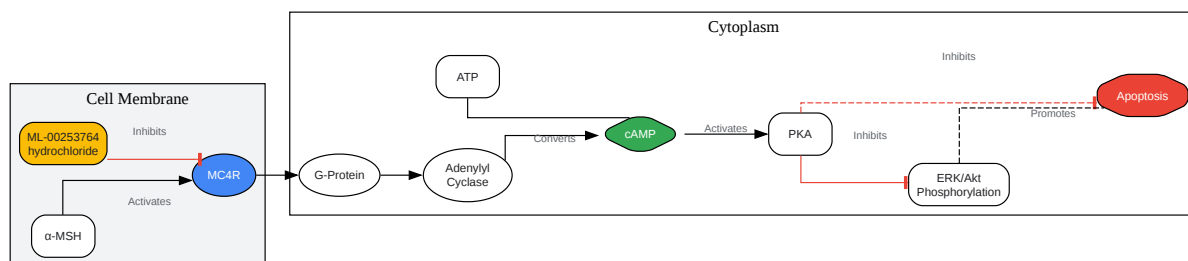 Cytoplasm
Inhibits
ATP
Apoptosis
Cell Membrane
Promotes
ML-00253764
hydrochloride
Inhibits
Converts
cAMP
Activates
PKA
Inhibits
MC4R
G-Protein
Adenylyl
Cyclase
ERK/Akt
Phosphorylation
Activates
α-MSH